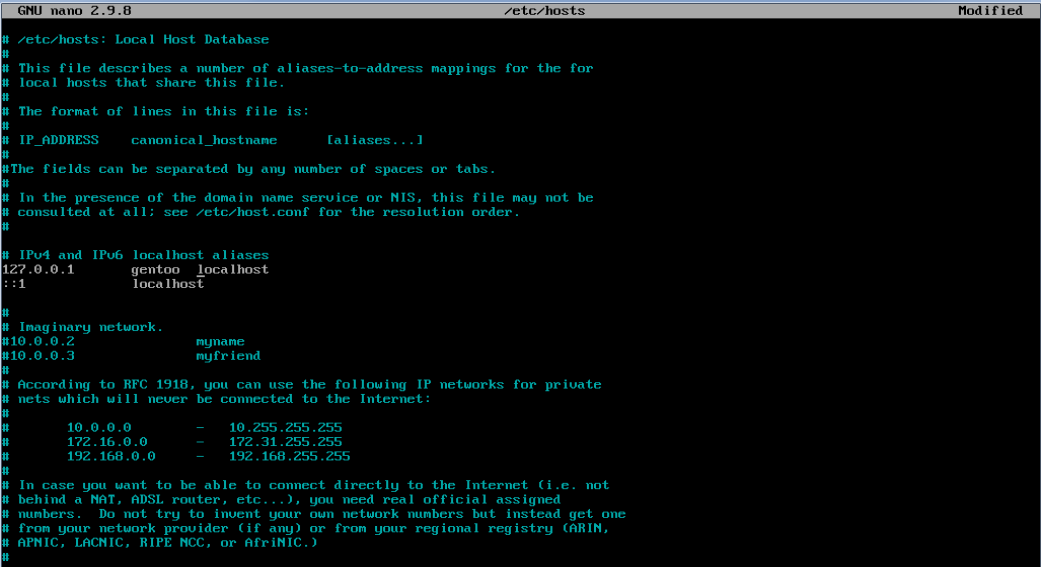 GNU nano 2.9.8 /etc/hosts Modified
# /etc/hosts: Local Host Database
#
# This file describes a number of aliases-to-address mappings for the for
# local hosts that share this file.
#
# The format of lines in this file is:
#
# IP_ADDRESS canonical_hostname [aliases...]
#
#The fields can be separated by any number of spaces or tabs.
#
# In the presence of the domain name service or NIS, this file may not be
# consulted at all; see /etc/host.conf for the resolution order.
#
# IPv4 and IPv6 localhost aliases
127.0.0.1 gentoo localhost
::1 localhost
#
# Imaginary network.
#10.0.0.2 myname
#10.0.0.3 myfriend
#
# According to RFC 1918, you can use the following IP networks for private
# nets which will never be connected to the Internet:
#
# 10.0.0.0 - 10.255.255.255
# 172.16.0.0 - 172.31.255.255
# 192.168.0.0 - 192.168.255.255
#
# In case you want to be able to connect directly to the Internet (i.e. not
# behind a NAT, ADSL router, etc...), you need real official assigned
# numbers. Do not try to invent your own network numbers but instead get one
# from your network provider (if any) or from your regional registry (ARIN,
# APNIC, LACNIC, RIPE NCC, or AfriNIC.)
#